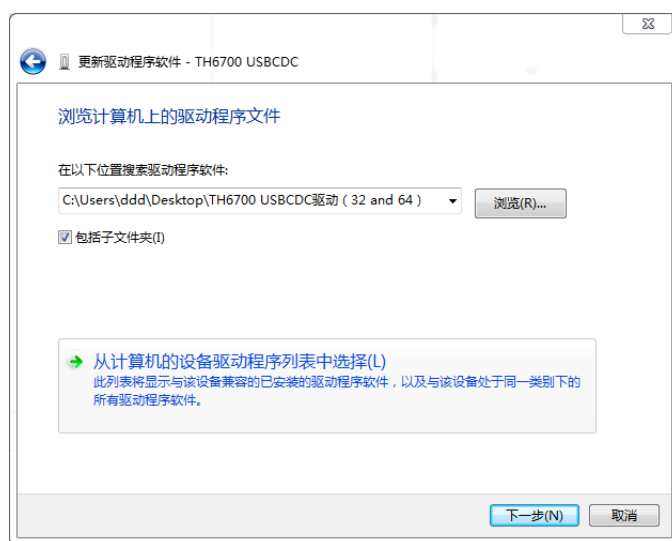 更新驱动程序软件 - TH6700 USBCDC
浏览计算机上的驱动程序文件
在以下位置搜索驱动程序软件:
C:\Users\ddd\Desktop\TH6700 USBCDC驱动（32 and 64）
浏览(R)...
包括子文件夹(I)
从计算机的设备驱动程序列表中选择(L)
此列表将显示与该设备兼容的已安装的驱动程序软件，以及与该设备处于同一类别下的
所有驱动程序软件。
下一步(N)
取消